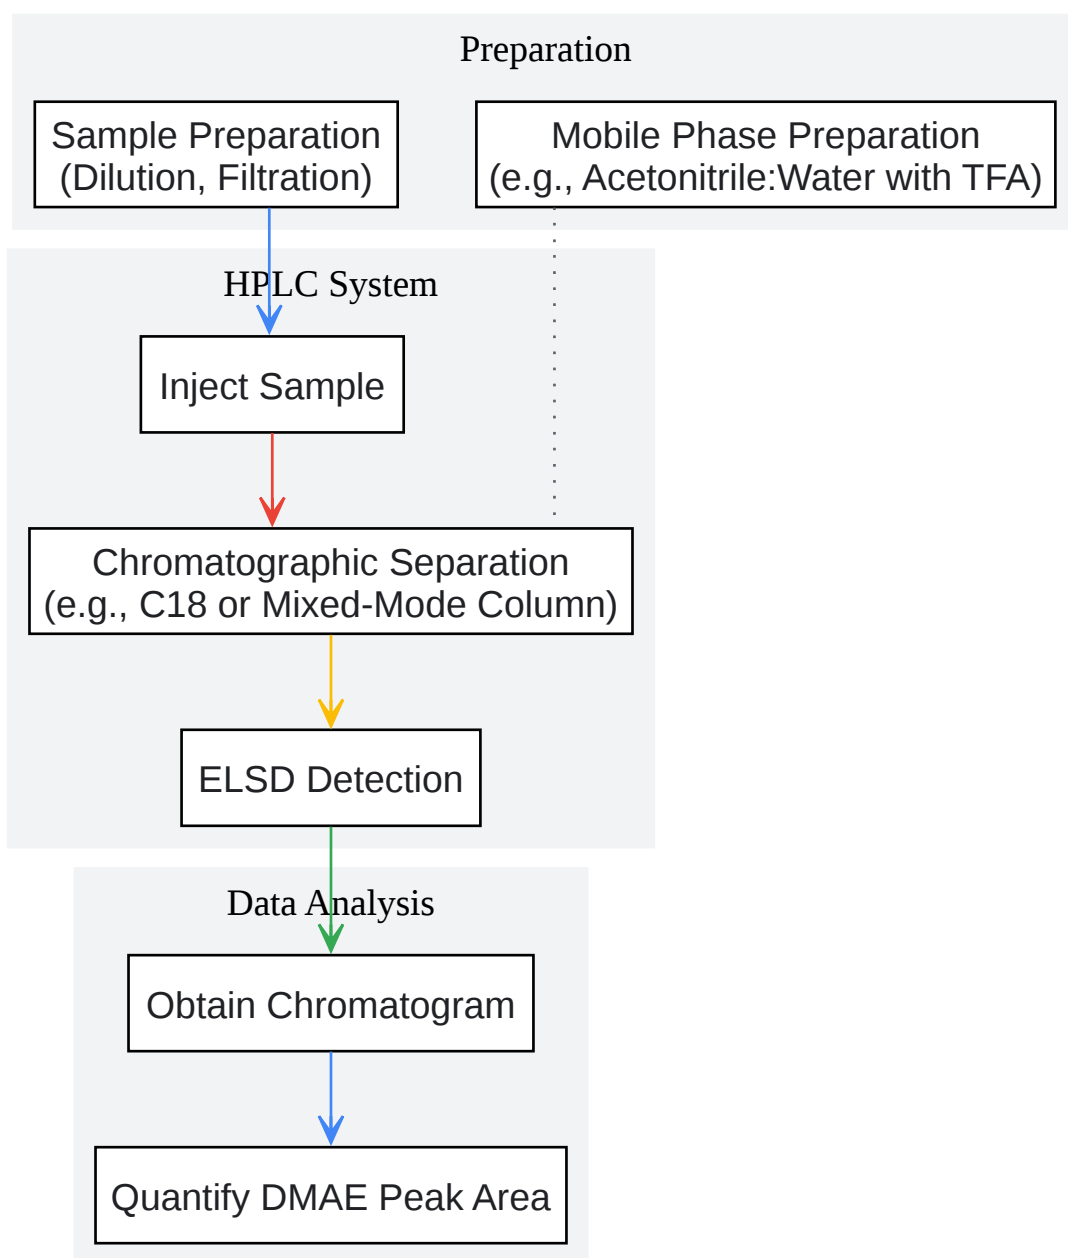 Preparation
Sample Preparation
(Dilution, Filtration)
Mobile Phase Preparation
(e.g., Acetonitrile:Water with TFA)
HPLC System
Inject Sample
Chromatographic Separation
(e.g., C18 or Mixed-Mode Column)
ELSD Detection
Data Analysis
Obtain Chromatogram
Quantify DMAE Peak Area